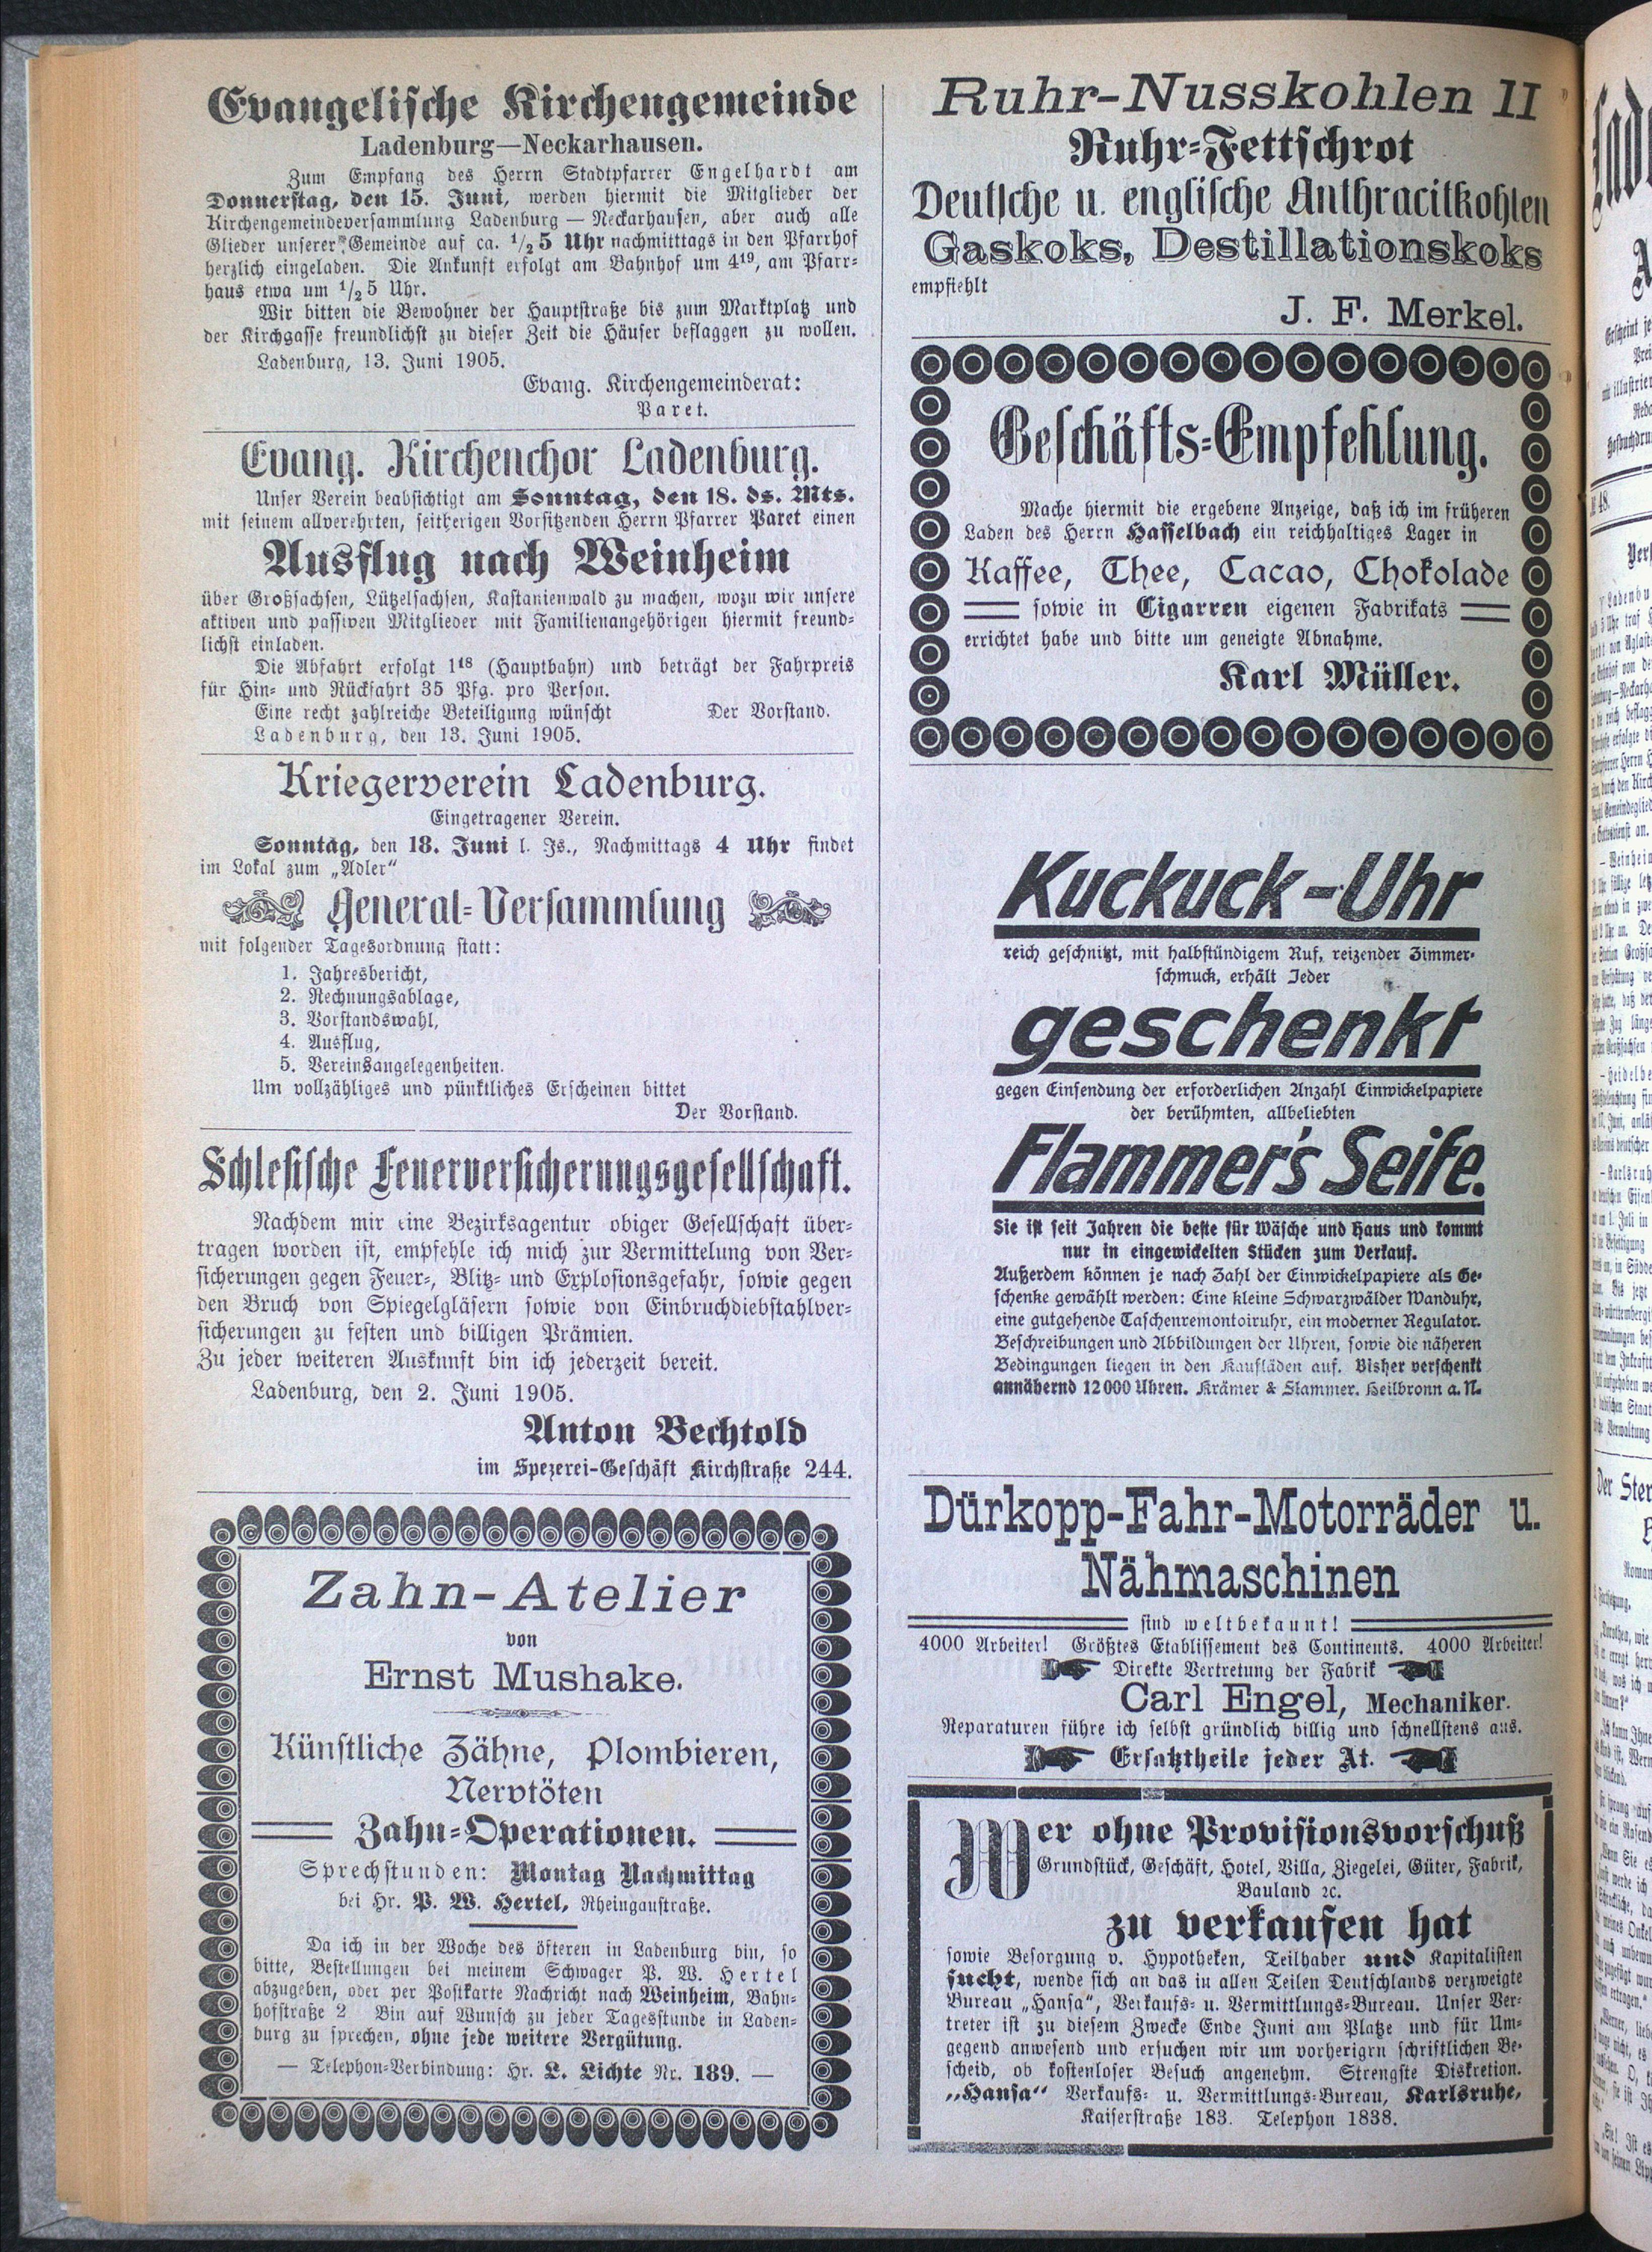 Evangelische Kirchengemeinde
Ladenburg—Neckarhausen.
Zum Empfang des Herrn Stadtpfarrer Engelhardt am
Donnerstag, den 15. Juni, werden hiermit die Mitglieder der
Kirchengemeindeversammlung Ladenburg — Neckarhausen, aber auch alle
Glieder unserer Gemeinde auf ca. 1/2 5 Uhr nachmitttags in den Pfarrhof
herzlich eingeladen. Die Ankunft erfolgt am Bahnhof um 4¹⁹, am Pfarr-
haus etwa um 1/2 5 Uhr.
Wir bitten die Bewohner der Hauptstraße bis zum Marktplatz und
der Kirchgasse freundlichst zu dieser Zeit die Häuser beflaggen zu wollen.
Ladenburg, 13. Juni 1905.
Evang. Kirchengemeinderat:
Paret.
Evang. Kirchenchor Ladenburg.
Unser Verein beabsichtigt am Sonntag, den 18. ds. Mts.
mit seinem allverehrten, seitherigen Vorsitzenden Herrn Pfarrer Paret einen
Ausflug nach Weinheim
über Großsachsen, Lützelsachsen, Kastanienwald zu machen, wozu wir unsere
aktiven und passiven Mitglieder mit Familienangehörigen hiermit freund-
lichst einladen.
Die Abfahrt erfolgt 1¹⁸ (Hauptbahn) und beträgt der Fahrpreis
für Hin- und Rückfahrt 35 Pfg. pro Person.
Eine recht zahlreiche Beteiligung wünscht Der Vorstand.
Ladenburg, den 13. Juni 1905.
Kriegerverein Ladenburg.
Eingetragener Verein.
Sonntag, den 18. Juni l. Js., Nachmittags 4 Uhr findet
im Lokal zum „Adler“
General-Versammlung
mit folgender Tagesordnung statt:
1. Jahresbericht,
2. Rechnungsablage,
3. Vorstandswahl,
4. Ausflug,
5. Vereinsangelegenheiten.
Um vollzähliges und pünktliches Erscheinen bittet
Der Vorstand.
Schlesische Feuerversicherungsgesellschaft.
Nachdem mir eine Bezirksagentur obiger Gesellschaft über-
tragen worden ist, empfehle ich mich zur Vermittelung von Ver-
sicherungen gegen Feuer-, Blitz- und Explosionsgefahr, sowie gegen
den Bruch von Spiegelgläsern sowie von Einbruchdiebstahlver-
sicherungen zu festen und billigen Prämien.
Zu jeder weiteren Auskunft bin ich jederzeit bereit.
Ladenburg, den 2. Juni 1905.
Anton Bechtold
im Spezerei-Geschäft Kirchstraße 244.
Zahn-Atelier
von
Ernst Mushake.
Künstliche Zähne, Plombieren,
Nervtöten
Zahn-Operationen.
Sprechstunden: Montag Nachmittag
bei Hr. P. W. Hertel, Rheingaustraße.
Da ich in der Woche des öfteren in Ladenburg bin, so
bitte, Bestellungen bei meinem Schwager P. W. Hertel
abzugeben, oder per Postkarte Nachricht nach Weinheim, Bahn-
hofstraße 2 Bin auf Wunsch zu jeder Tagesstunde in Laden-
burg zu sprechen, ohne jede weitere Vergütung.
— Telephon-Verbindung: Hr. L. Lichte Nr. 189. —
Ruhr-Nusskohlen II
Ruhr-Fettschrot
Deutsche u. englische Anthracitkohlen
Gaskoks, Destillationskoks
empfiehlt
J. F. Merkel.
Geschäfts-Empfehlung.
Mache hiermit die ergebene Anzeige, daß ich im früheren
Laden des Herrn Hasselbach ein reichhaltiges Lager in
Kaffee, Thee, Cacao, Chokolade
sowie in Cigarren eigenen Fabrikats
errichtet habe und bitte um geneigte Abnahme.
Karl Müller.
Kuckuck-Uhr
reich geschnitzt, mit halbstündigem Ruf, reizender Zimmer-
schmuck, erhält Jeder
geschenkt
gegen Einsendung der erforderlichen Anzahl Einwickelpapiere
der berühmten, allbeliebten
Flammer's Seife.
Sie ist seit Jahren die beste für Wäsche und Haus und kommt
nur in eingewickelten Stücken zum Verkauf.
Außerdem können je nach Zahl der Einwickelpapiere als Ge-
schenke gewählt werden: Eine kleine Schwarzwälder Wanduhr,
eine gutgehende Taschenremontoiruhr, ein moderner Regulator.
Beschreibungen und Abbildungen der Uhren, sowie die näheren
Bedingungen liegen in den Kaufläden auf. Bisher verschenkt
annähernd 12000 Uhren. Krämer & Flammer. Heilbronn a. N.
Dürkopp-Fahr-Motorräder u.
Nähmaschinen
sind weltbekannt!
4000 Arbeiter! Größtes Etablissement des Continents. 4000 Arbeiter!
Direkte Vertretung der Fabrik
Carl Engel, Mechaniker.
Reparaturen führe ich selbst gründlich billig und schnellstens aus.
Ersatztheile jeder At.
Wer ohne Provisionsvorschuß
Grundstück, Geschäft, Hotel, Villa, Ziegelei, Güter, Fabrik,
Bauland ꝛc.
zu verkaufen hat
sowie Besorgung v. Hypotheken, Teilhaber und Kapitalisten
sucht, wende sich an das in allen Teilen Deutschlands verzweigte
Bureau „Hansa“, Verkaufs- u. Vermittlungs-Bureau. Unser Ver-
treter ist zu diesem Zwecke Ende Juni am Platze und für Um-
gegend anwesend und ersuchen wir um vorherigen schriftlichen Be-
scheid, ob kostenloser Besuch angenehm. Strengste Diskretion.
„Hansa“ Verkaufs- u. Vermittlungs-Bureau, Karlsruhe,
Kaiserstraße 183. Telephon 1838.